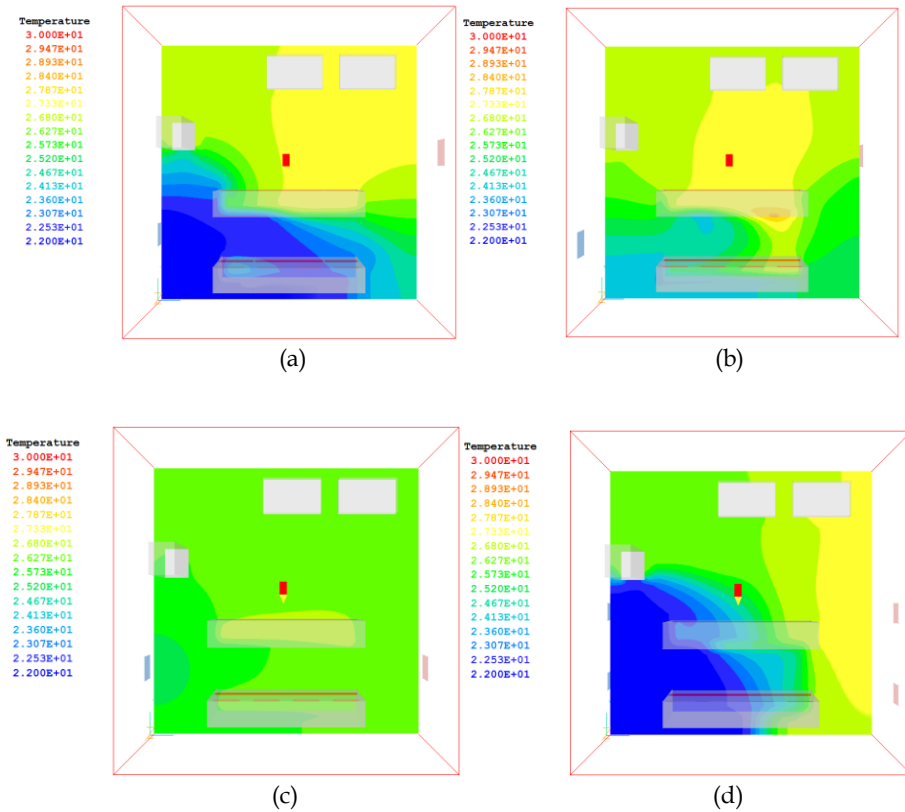 Temperature
3.000E+01
2.947E+01
2.893E+01
2.840E+01
2.787E+01
2.733E+01
2.680E+01
2.627E+01
2.573E+01
2.520E+01
2.467E+01
2.413E+01
2.360E+01
2.307E+01
2.253E+01
2.200E+01
(a)
Temperature
3.000E+01
2.947E+01
2.893E+01
2.840E+01
2.787E+01
2.733E+01
2.680E+01
2.627E+01
2.573E+01
2.520E+01
2.467E+01
2.413E+01
2.360E+01
2.307E+01
2.253E+01
2.200E+01
(b)
Temperature
3.000E+01
2.947E+01
2.893E+01
2.840E+01
2.787E+01
2.733E+01
2.680E+01
2.627E+01
2.573E+01
2.520E+01
2.467E+01
2.413E+01
2.360E+01
2.307E+01
2.253E+01
2.200E+01
(c)
Temperature
3.000E+01
2.947E+01
2.893E+01
2.840E+01
2.787E+01
2.733E+01
2.680E+01
2.627E+01
2.573E+01
2.520E+01
2.467E+01
2.413E+01
2.360E+01
2.307E+01
2.253E+01
2.200E+01
(d)